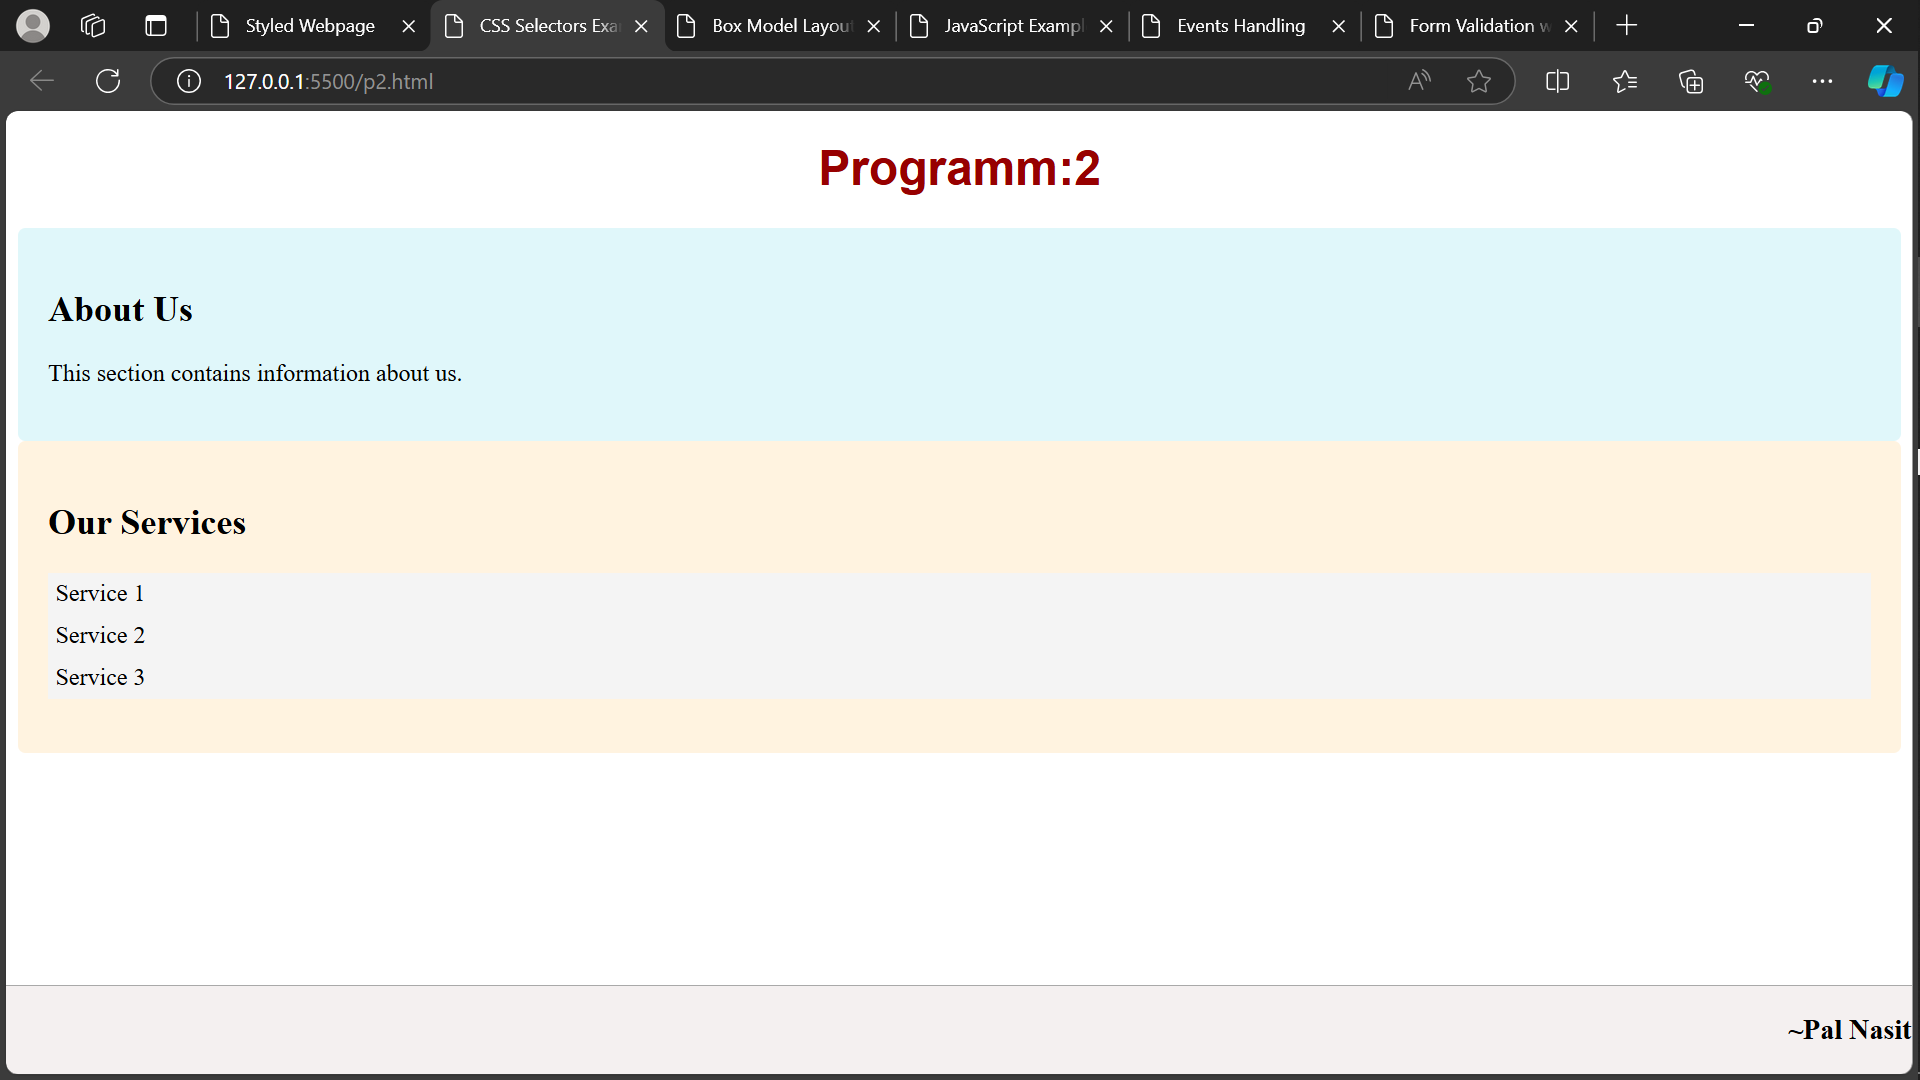 Styled Webpage
CSS Selectors Exa
Box Model Layou
JavaScript Exampl
Events Handling
Form Validation w
127.0.0.1:5500/p2.html
Programm:2
About Us
This section contains information about us.
Our Services
Service 1
Service 2
Service 3
~Pal Nasit